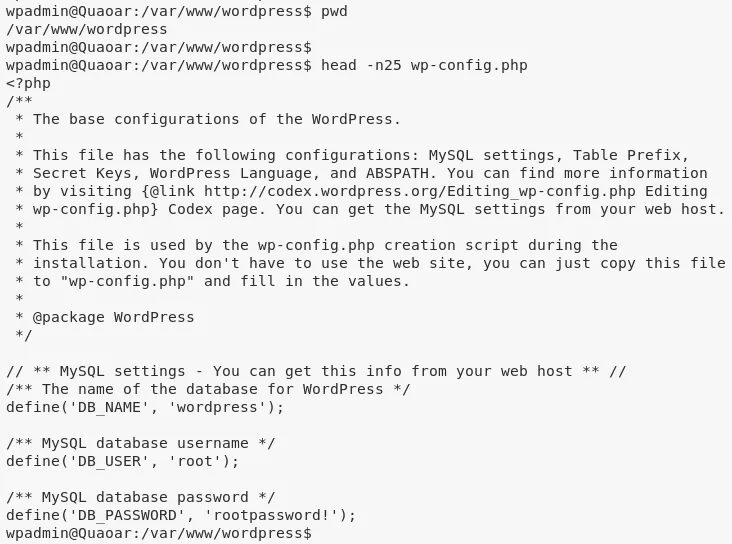 wpadmin@Quaoar:/var/www/wordpress$ pwd
/var/www/wordpress
wpadmin@Quaoar:/var/www/wordpress$
wpadmin@Quaoar:/var/www/wordpress$ head -n25 wp-config.php
<?php
/**
 * The base configurations of the WordPress.
 *
 * This file has the following configurations: MySQL settings, Table Prefix,
 * Secret Keys, WordPress Language, and ABSPATH. You can find more information
 * by visiting {@link http://codex.wordpress.org/Editing_wp-config.php Editing
 * wp-config.php} Codex page. You can get the MySQL settings from your web host.
 *
 * This file is used by the wp-config.php creation script during the
 * installation. You don't have to use the web site, you can just copy this file
 * to "wp-config.php" and fill in the values.
 *
 * @package WordPress
 */

// ** MySQL settings - You can get this info from your web host ** //
/** The name of the database for WordPress */
define('DB_NAME', 'wordpress');

/** MySQL database username */
define('DB_USER', 'root');

/** MySQL database password */
define('DB_PASSWORD', 'rootpassword!');
wpadmin@Quaoar:/var/www/wordpress$